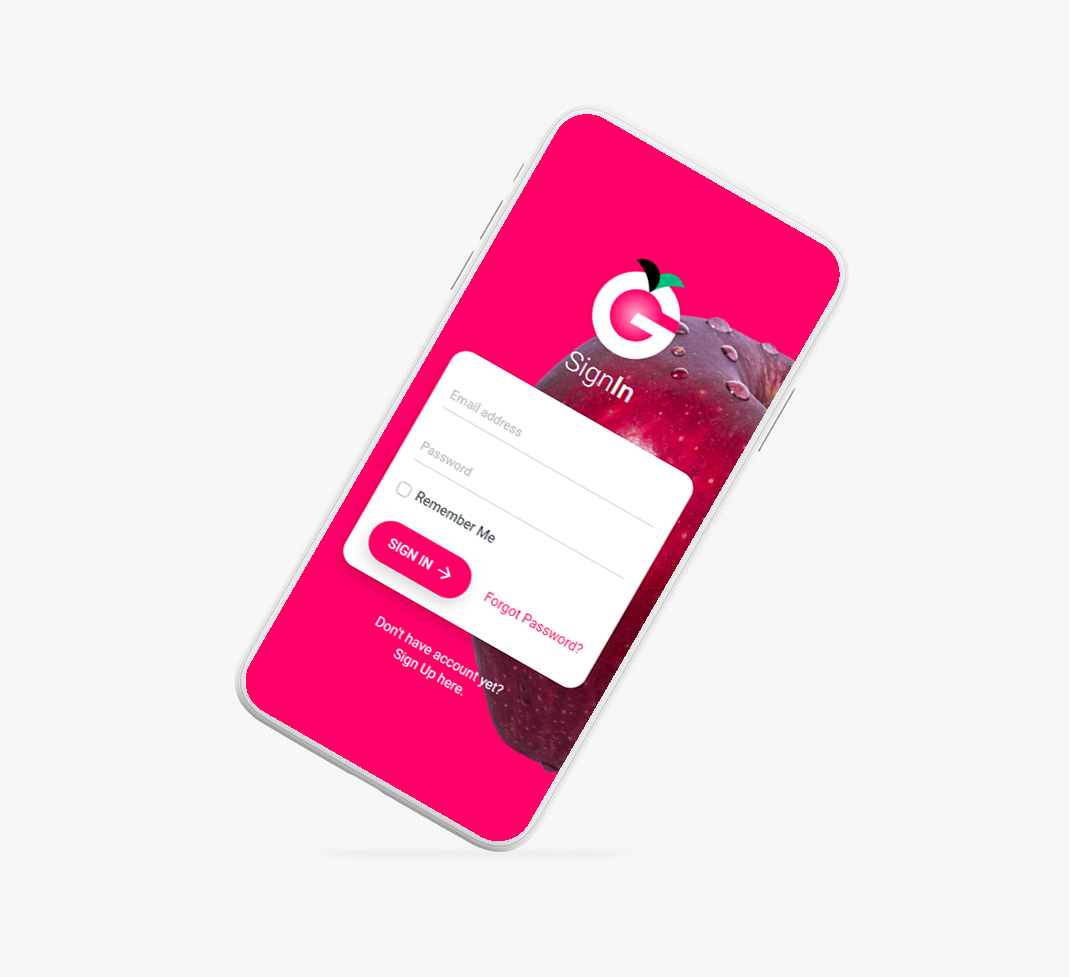 G
SignIn
Email address
Password
Remember Me
SIGN IN
Forgot Password?
Don't have account yet?
Sign Up here.